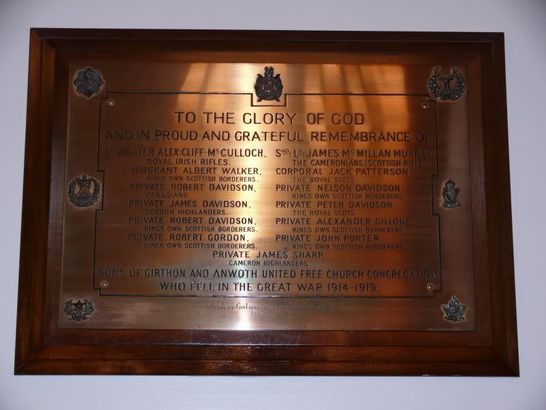 TO THE GLORY OF GOD
AND IN PROUD AND GRATEFUL REMEMBRANCE OF
Lt WALTER ALEX: CLIFF-McCULLOCH, 2ND Lt JAMES McMILLAN MURRAY,
ROYAL IRISH RIFLES. THE CAMERONIANS, SCOTTISH RIFLES
SERGEANT ALBERT WALKER, CORPORAL JACK PATTERSON
KINGS OWN SCOTTISH BORDERERS. THE ROYAL SCOTS.
PRIVATE ROBERT DAVIDSON, PRIVATE NELSON DAVIDSON,
CANADIANS. KINGS OWN SCOTTISH BORDERERS.
PRIVATE JAMES DAVIDSON, PRIVATE PETER DAVIDSON,
GORDON HIGHLANDERS. THE ROYAL SCOTS.
PRIVATE ROBERT DAVIDSON, PRIVATE ALEXANDER GILLONE,
KINGS OWN SCOTTISH BORDERERS. KINGS OWN SCOTTISH BORDERERS.
PRIVATE ROBERT GORDON, PRIVATE JOHN PORTER,
KINGS OWN SCOTTISH BORDERERS. KINGS OWN SCOTTISH BORDERERS.
PRIVATE JAMES SHARP
CAMERON HIGHLANDERS
SONS OF GIRTHON AND ANWOTH UNITED FREE CHURCH CONGREGATION
WHO FELL IN THE GREAT WAR 1914-1919.
God upon